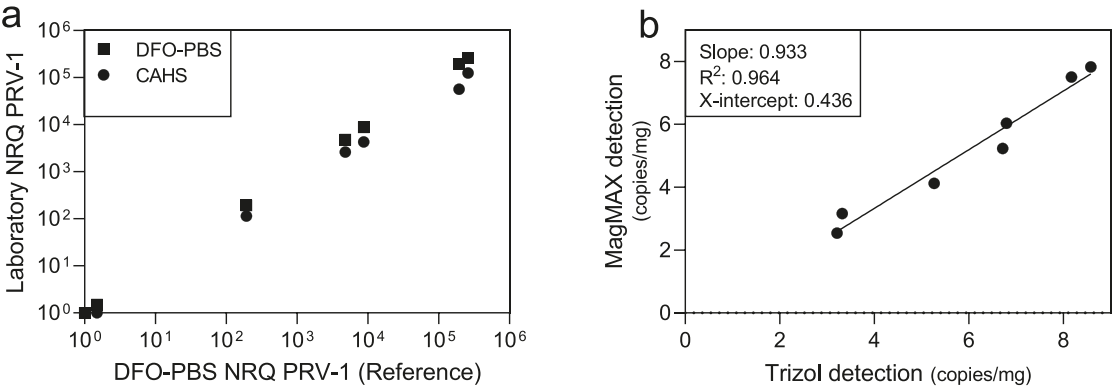 a
Laboratory NRQ PRV-1
10^6
10^5
10^4
10^3
10^2
10^1
10^0
DFO-PBS
CAHS
10^0 10^1 10^2 10^3 10^4 10^5 10^6
DFO-PBS NRQ PRV-1 (Reference)
b
MagMAX detection
(copies/mg)
8
6
4
2
0
Slope: 0.933
R^2: 0.964
X-intercept: 0.436
0 2 4 6 8
Trizol detection (copies/mg)